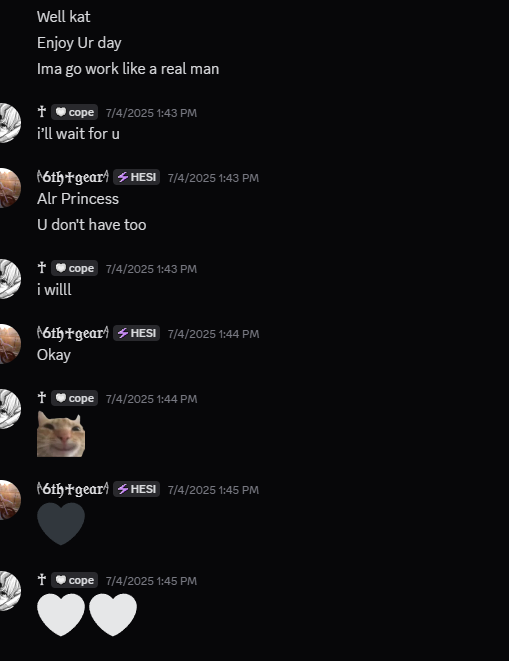 Well kat
Enjoy Ur day
Ima go work like a real man
✝ 🤍 cope 7/4/2025 1:43 PM
i'll wait for u
6𝔱𝔥✝𝔤𝔢𝔞𝔯 ⚡ HESI 7/4/2025 1:43 PM
Alr Princess
U don't have too
✝ 🤍 cope 7/4/2025 1:43 PM
i willl
6𝔱𝔥✝𝔤𝔢𝔞𝔯 ⚡ HESI 7/4/2025 1:44 PM
Okay
✝ 🤍 cope 7/4/2025 1:44 PM
6𝔱𝔥✝𝔤𝔢𝔞𝔯 ⚡ HESI 7/4/2025 1:45 PM
✝ 🤍 cope 7/4/2025 1:45 PM